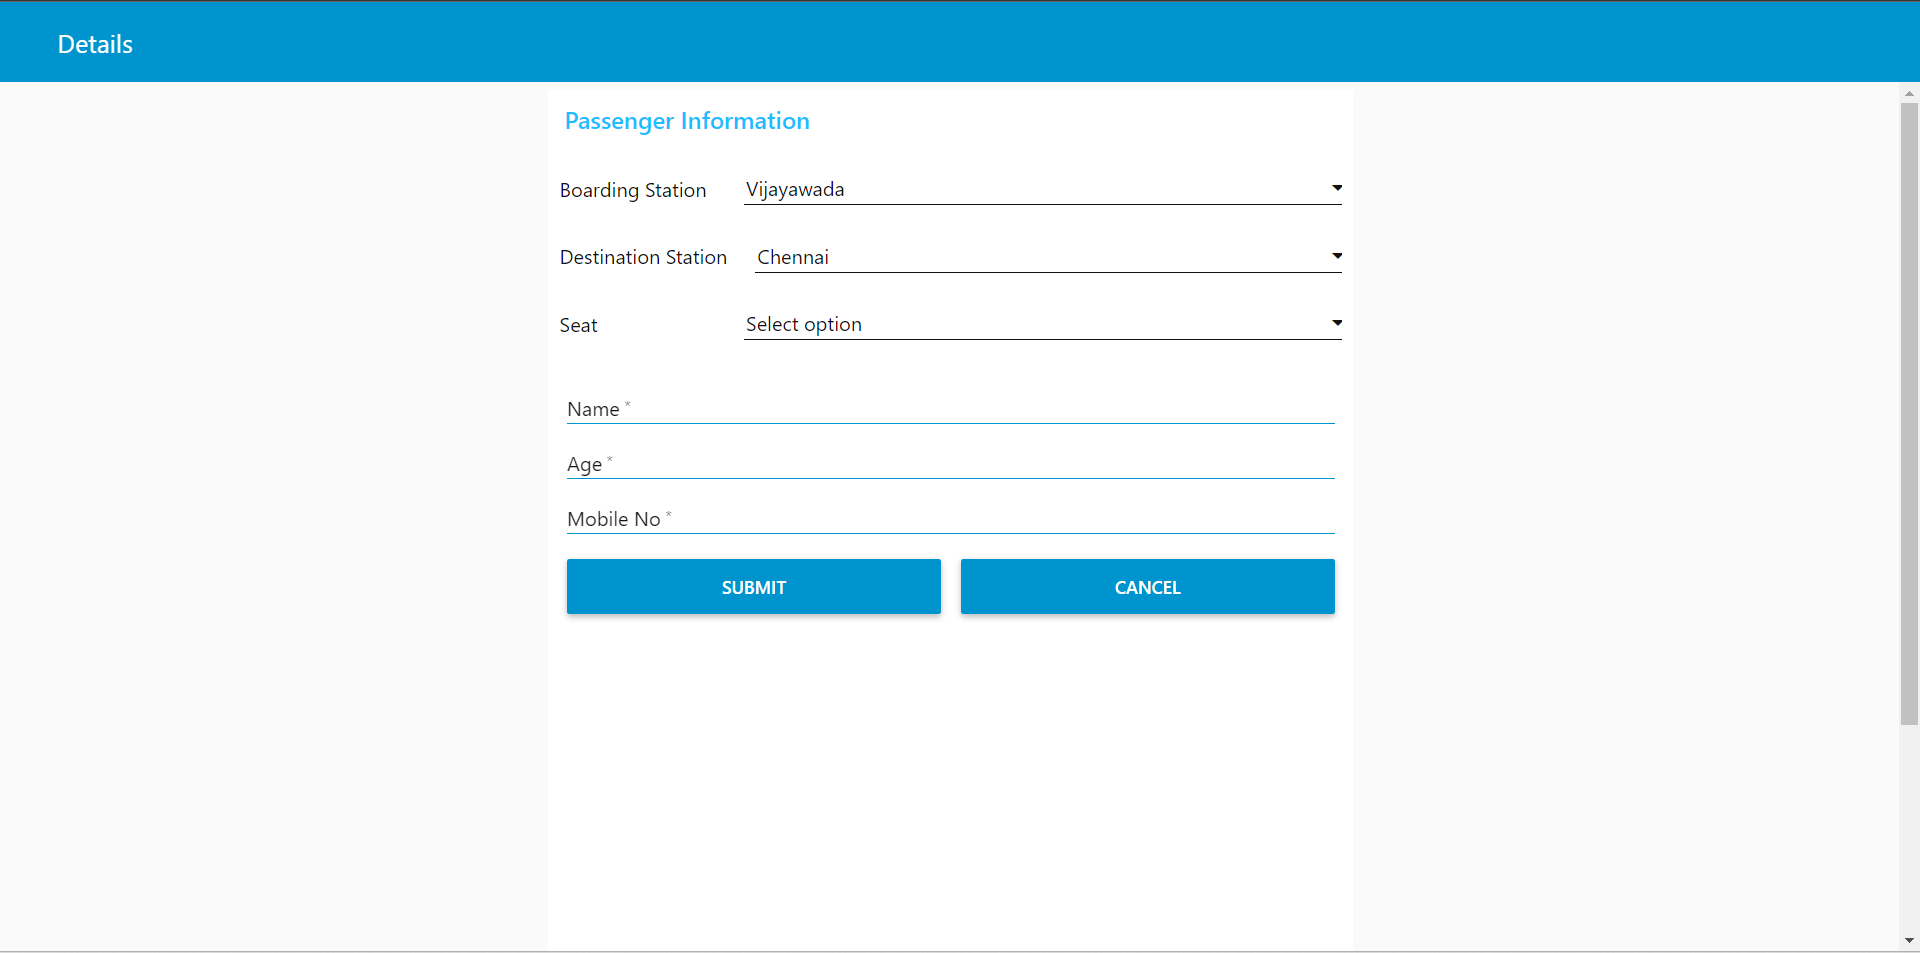 Details
Passenger Information
Boarding Station Vijayawada
Destination Station Chennai
Seat Select option
Name *
Age *
Mobile No *
SUBMIT CANCEL